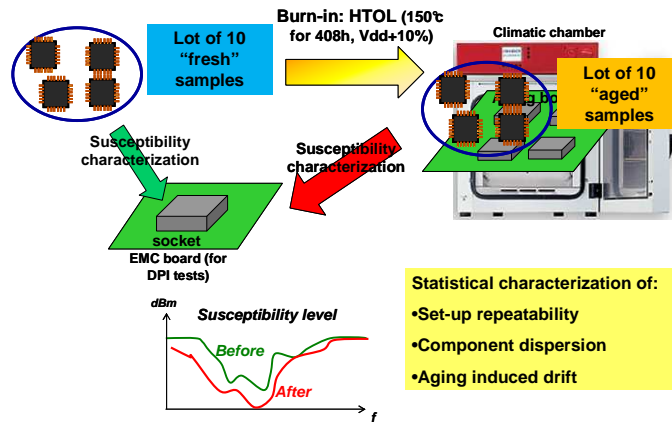 Burn-in: HTOL (150°c
for 408h, Vdd+10%)
Lot of 10
“fresh”
samples
Climatic chamber
Lot of 10
“aged”
samples
Susceptibility
characterization
Susceptibility
characterization
socket
EMC board (for
DPI tests)
Statistical characterization of:
•Set-up repeatability
•Component dispersion
•Aging induced drift
dBm
Susceptibility level
Before
After
f